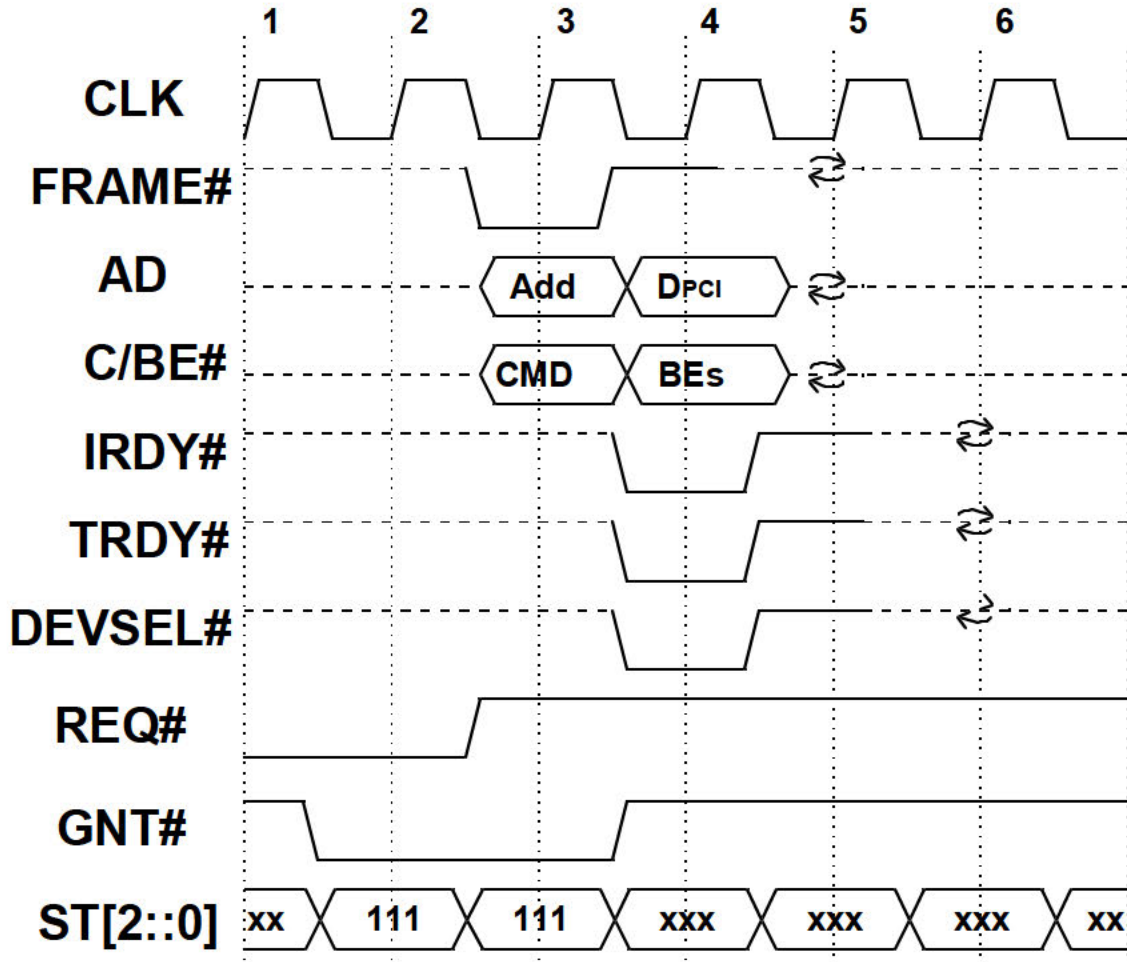 1 2 3 4 5 6
CLK
FRAME#
AD Add DPCI
C/BE# CMD BEs
IRDY#
TRDY#
DEVSEL#
REQ#
GNT#
ST[2::0] xx 111 111 xxx xxx xxx xx